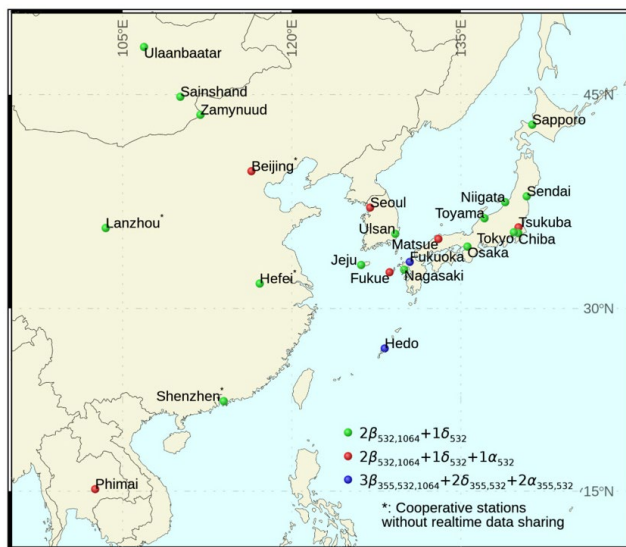 105°E
120°E
135°E
Ulaanbaatar
45°N
Sainshand
Zamynuud
Sapporo
Beijing*
Seoul
Niigata
Sendai
Lanzhou*
Toyama
Ulsan
Tsukuba
Matsue
Tokyo
Chiba
Jeju
Fukuoka
Osaka
Hefei*
Fukue
Nagasaki
30°N
Hedo
Shenzhen*
2β532,1064+1δ532
2β532,1064+1δ532+1α532
Phimai
3β355,532,1064+2δ355,532+2α355,532
15°N
*: Cooperative stations
without realtime data sharing